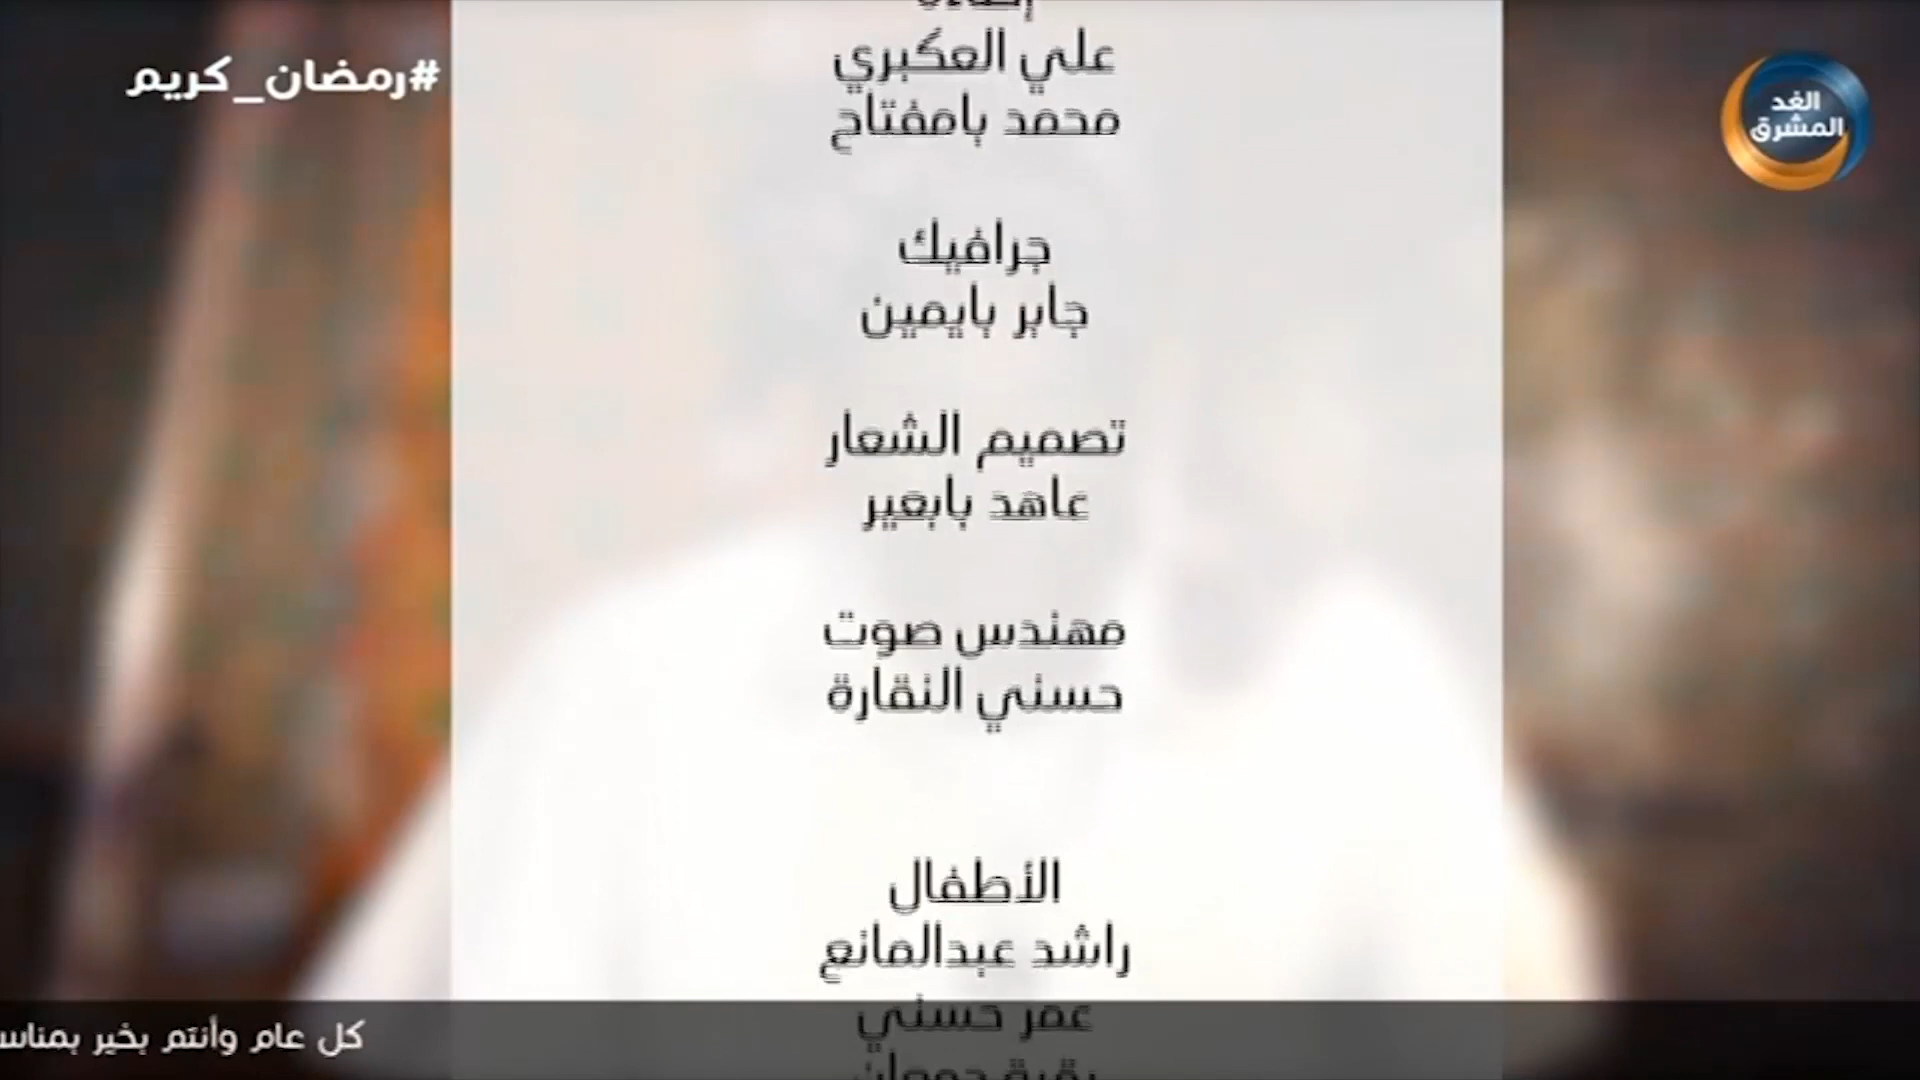 #رمضان_كريم
الغد
المشرق
إضاءة
علي العكبري
محمد بامفتاح
جرافيك
جابر بايمين
تصميم الشعار
عاهد بابعير
مهندس صوت
حسني النقارة
الأطفال
راشد عبدالمانع
عمر حسني
كل عام وأنتم بخير